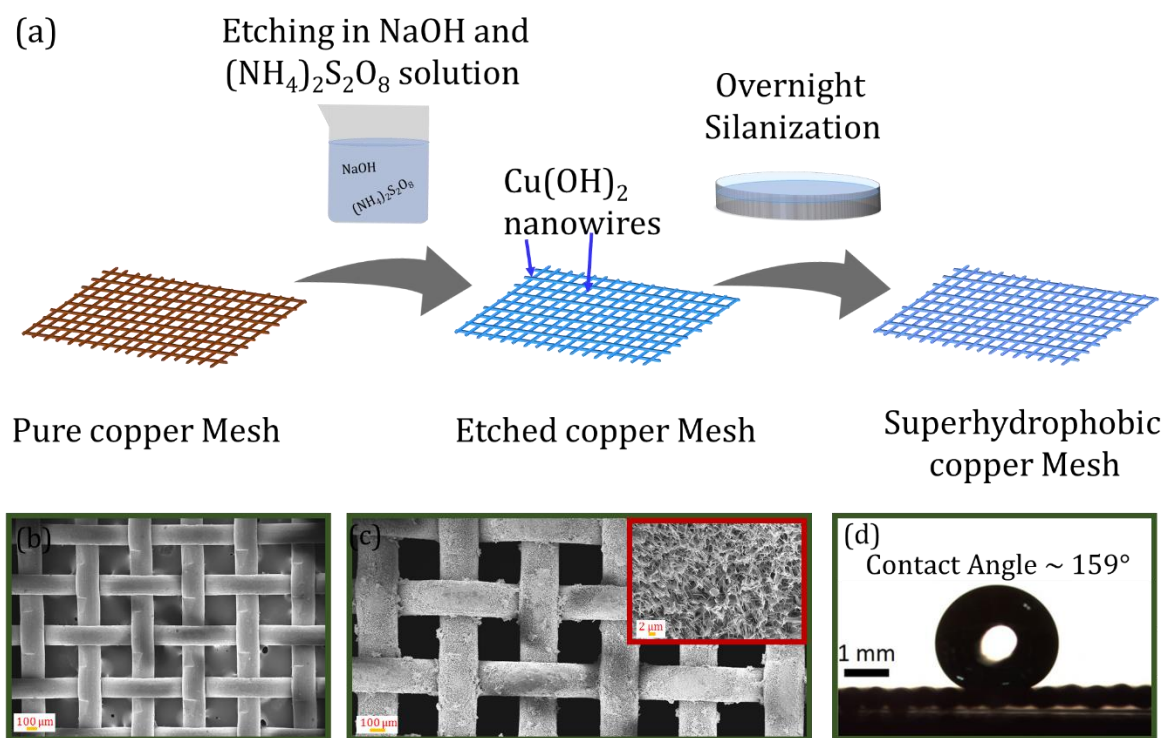 (a)
Etching in NaOH and
(NH₄)₂S₂O₈ solution
NaOH
(NH₄)₂S₂O₈
Overnight
Silanization
Cu(OH)₂
nanowires
Pure copper Mesh
Etched copper Mesh
Superhydrophobic
copper Mesh
(b)
100 μm
(c)
2 μm
100 μm
(d)
Contact Angle ~ 159°
1 mm